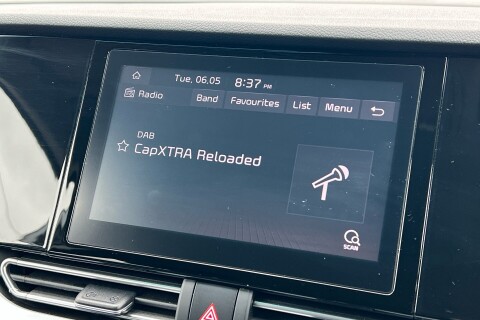 Tue, 06.05 8:37 PM
Radio Band Favourites List Menu
DAB
CapXTRA Reloaded
SCAN